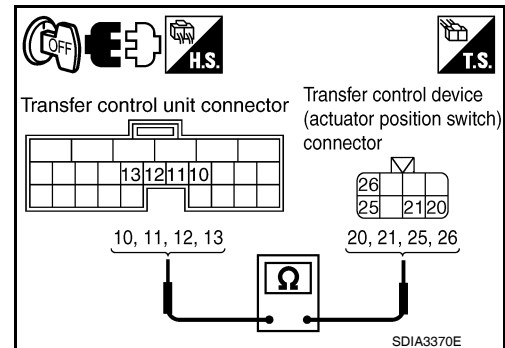 OFF
H.S.
T.S.
Transfer control unit connector
Transfer control device
(actuator position switch)
connector
13 12 11 10
26
25 21 20
10, 11, 12, 13
20, 21, 25, 26
Ω
SDIA3370E